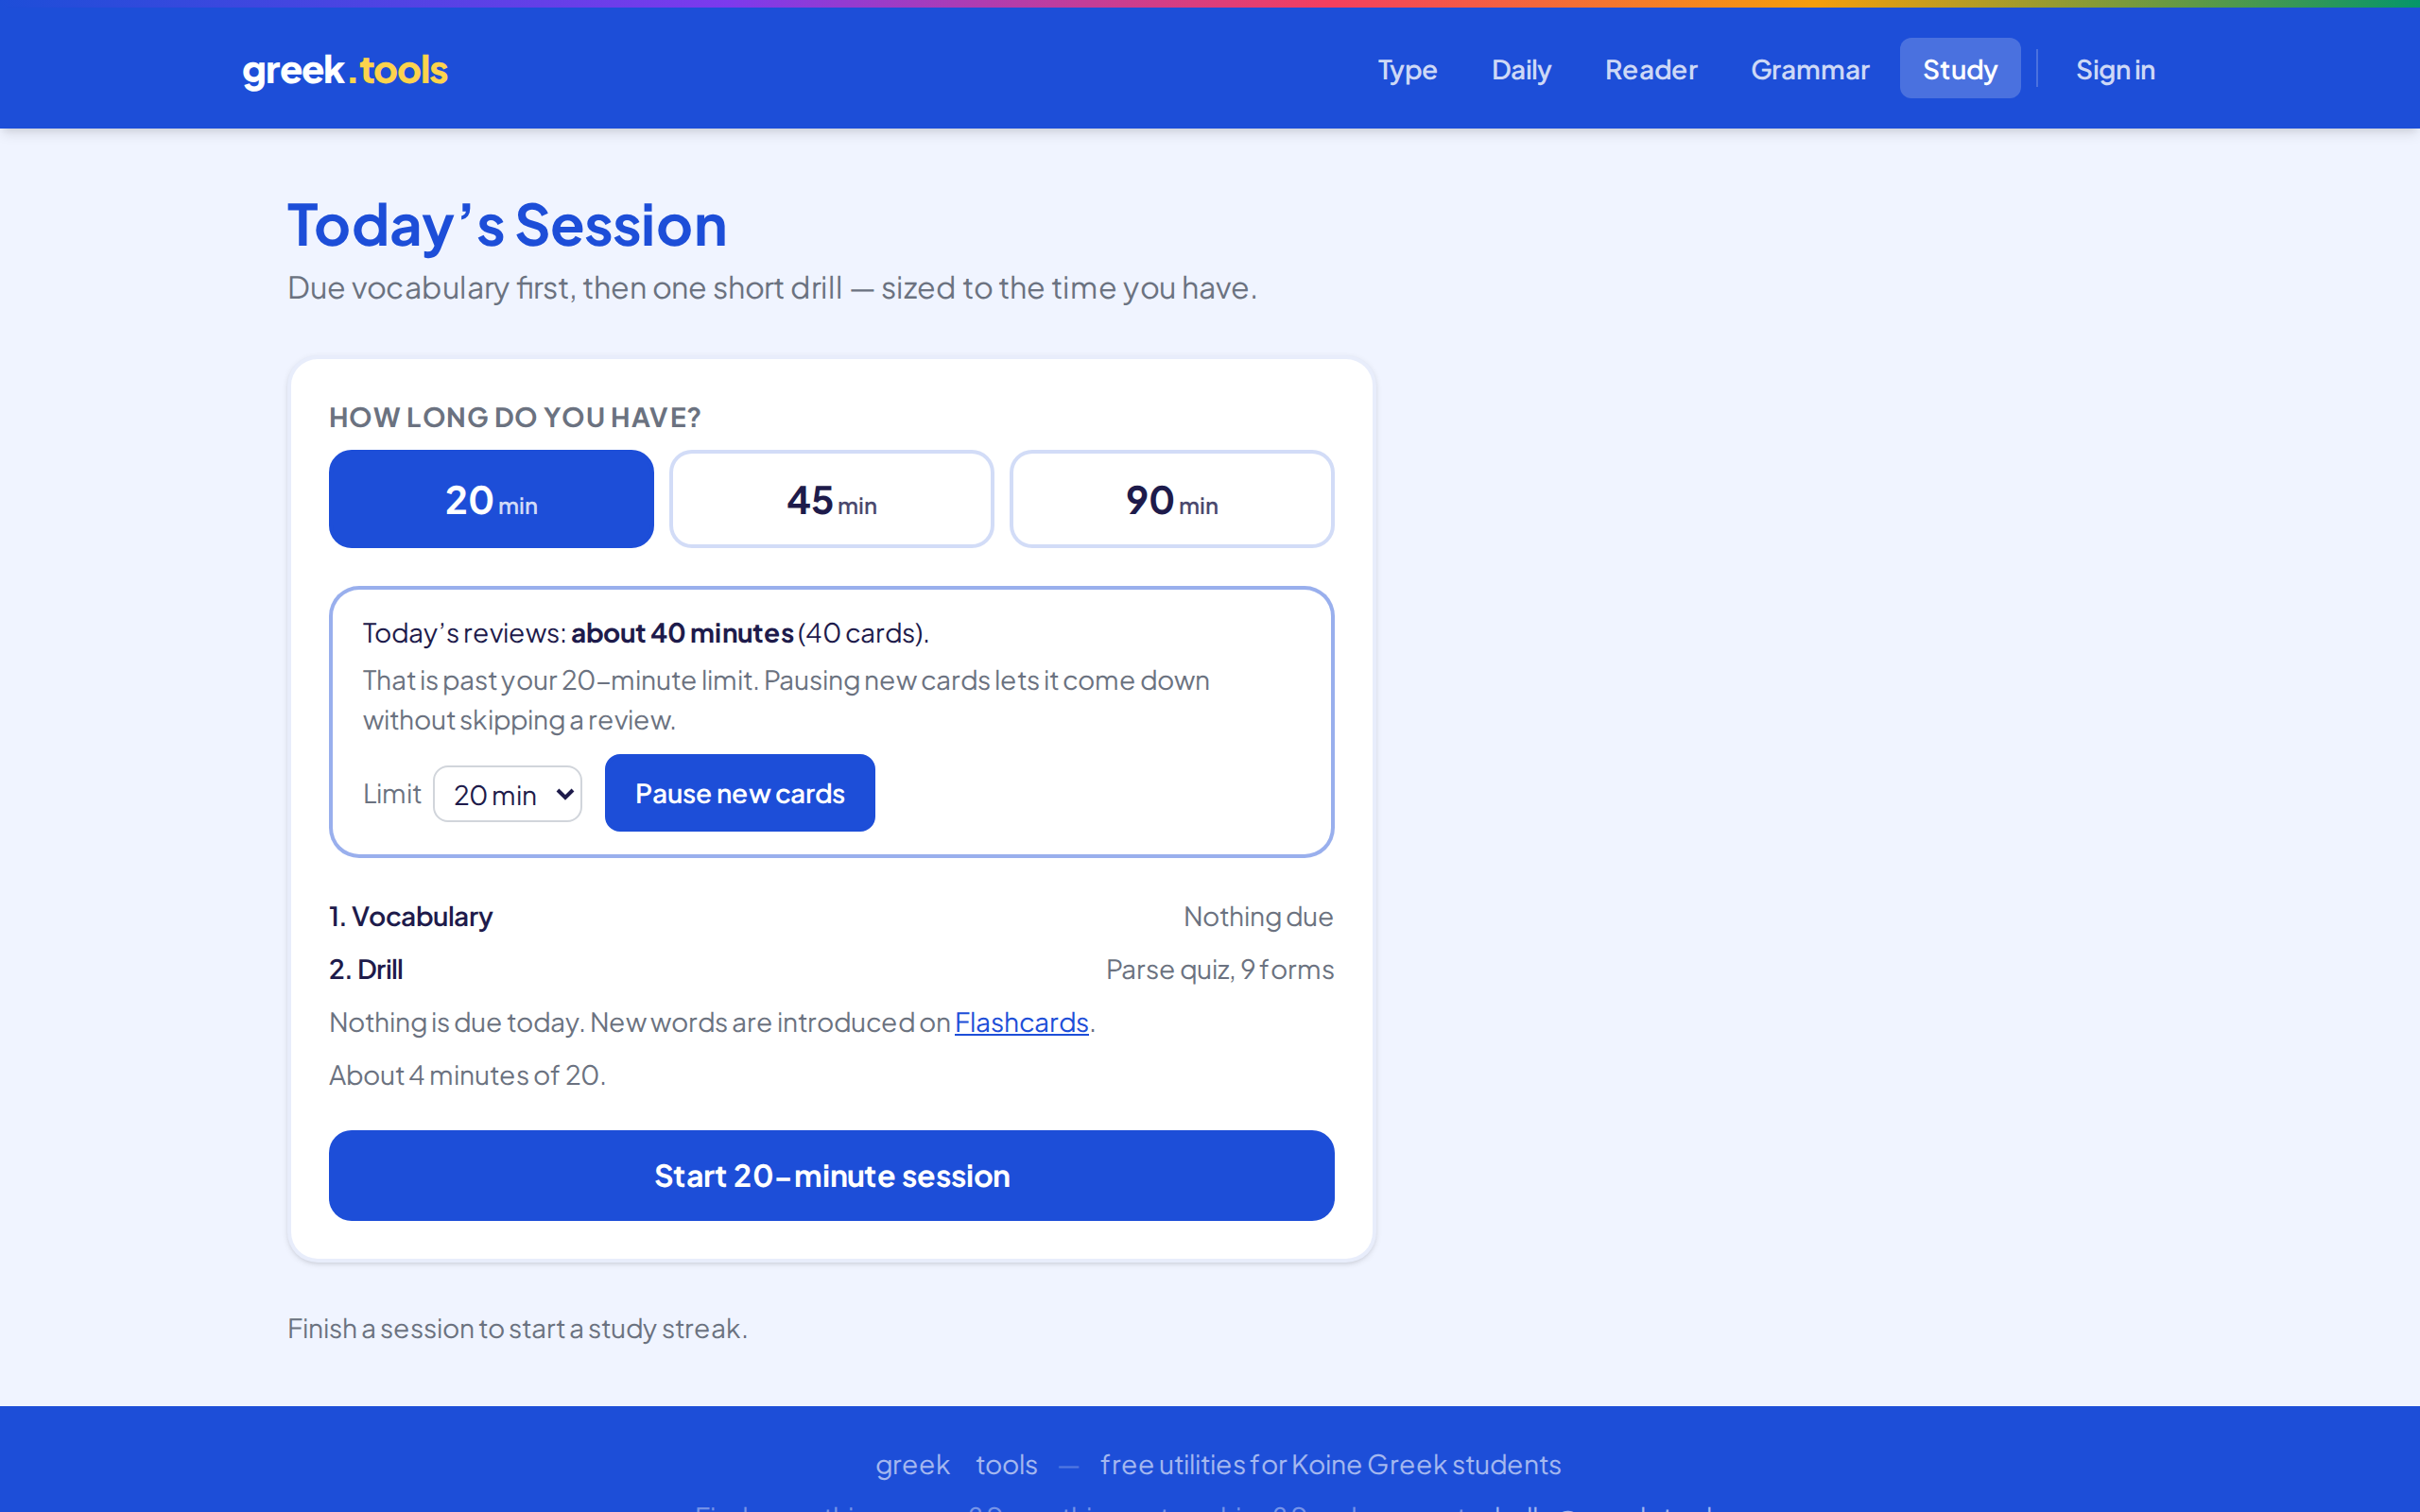 greek.tools
Type Daily Reader Grammar Study Sign in
Today’s Session
Due vocabulary first, then one short drill — sized to the time you have.
HOW LONG DO YOU HAVE?
20 min 45 min 90 min
Today’s reviews: about 40 minutes (40 cards).
That is past your 20-minute limit. Pausing new cards lets it come down
without skipping a review.
Limit 20 min Pause new cards
1. Vocabulary Nothing due
2. Drill Parse quiz, 9 forms
Nothing is due today. New words are introduced on Flashcards.
About 4 minutes of 20.
Start 20-minute session
Finish a session to start a study streak.
greek tools — free utilities for Koine Greek students